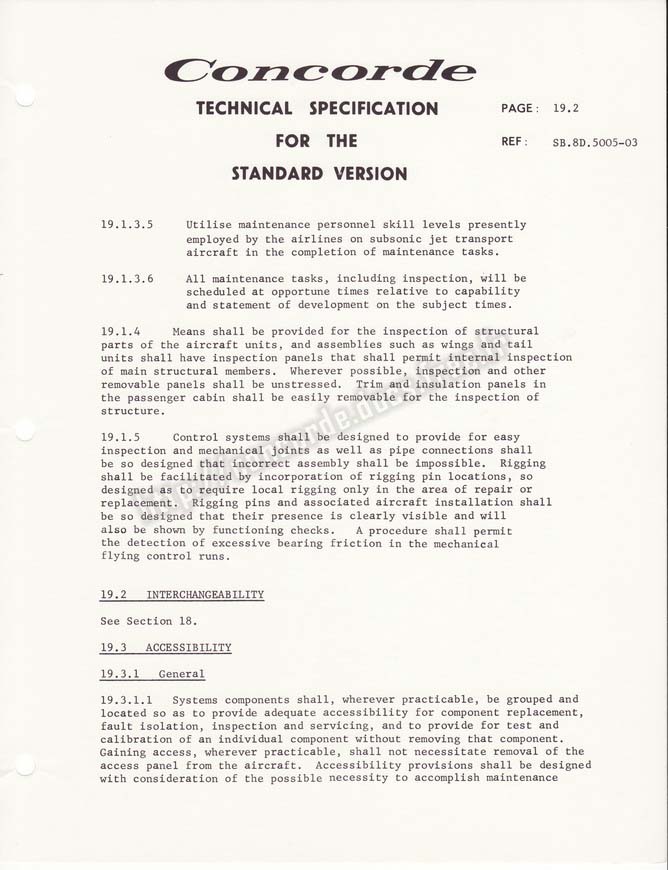 Concorde
TECHNICAL SPECIFICATION
FOR THE
STANDARD VERSION
PAGE: 19.2
REF: SB.8D.5005-03
19.1.3.5 Utilise maintenance personnel skill levels presently
employed by the airlines on subsonic jet transport
aircraft in the completion of maintenance tasks.
19.1.3.6 All maintenance tasks, including inspection, will be
scheduled at opportune times relative to capability
and statement of development on the subject times.
19.1.4 Means shall be provided for the inspection of structural
parts of the aircraft units, and assemblies such as wings and tail
units shall have inspection panels that shall permit internal inspection
of main structural members. Wherever possible, inspection and other
removable panels shall be unstressed. Trim and insulation panels in
the passenger cabin shall be easily removable for the inspection of
structure.
19.1.5 Control systems shall be designed to provide for easy
inspection and mechanical joints as well as pipe connections shall
be so designed that incorrect assembly shall be impossible. Rigging
shall be facilitated by incorporation of rigging pin locations, so
designed as to require local rigging only in the area of repair or
replacement. Rigging pins and associated aircraft installation shall
be so designed that their presence is clearly visible and will
also be shown by functioning checks. A procedure shall permit
the detection of excessive bearing friction in the mechanical
flying control runs.
19.2 INTERCHANGEABILITY
See Section 18.
19.3 ACCESSIBILITY
19.3.1 General
19.3.1.1 Systems components shall, wherever practicable, be grouped and
located so as to provide adequate accessibility for component replacement,
fault isolation, inspection and servicing, and to provide for test and
calibration of an individual component without removing that component.
Gaining access, wherever practicable, shall not necessitate removal of the
access panel from the aircraft. Accessibility provisions shall be designed
with consideration of the possible necessity to accomplish maintenance